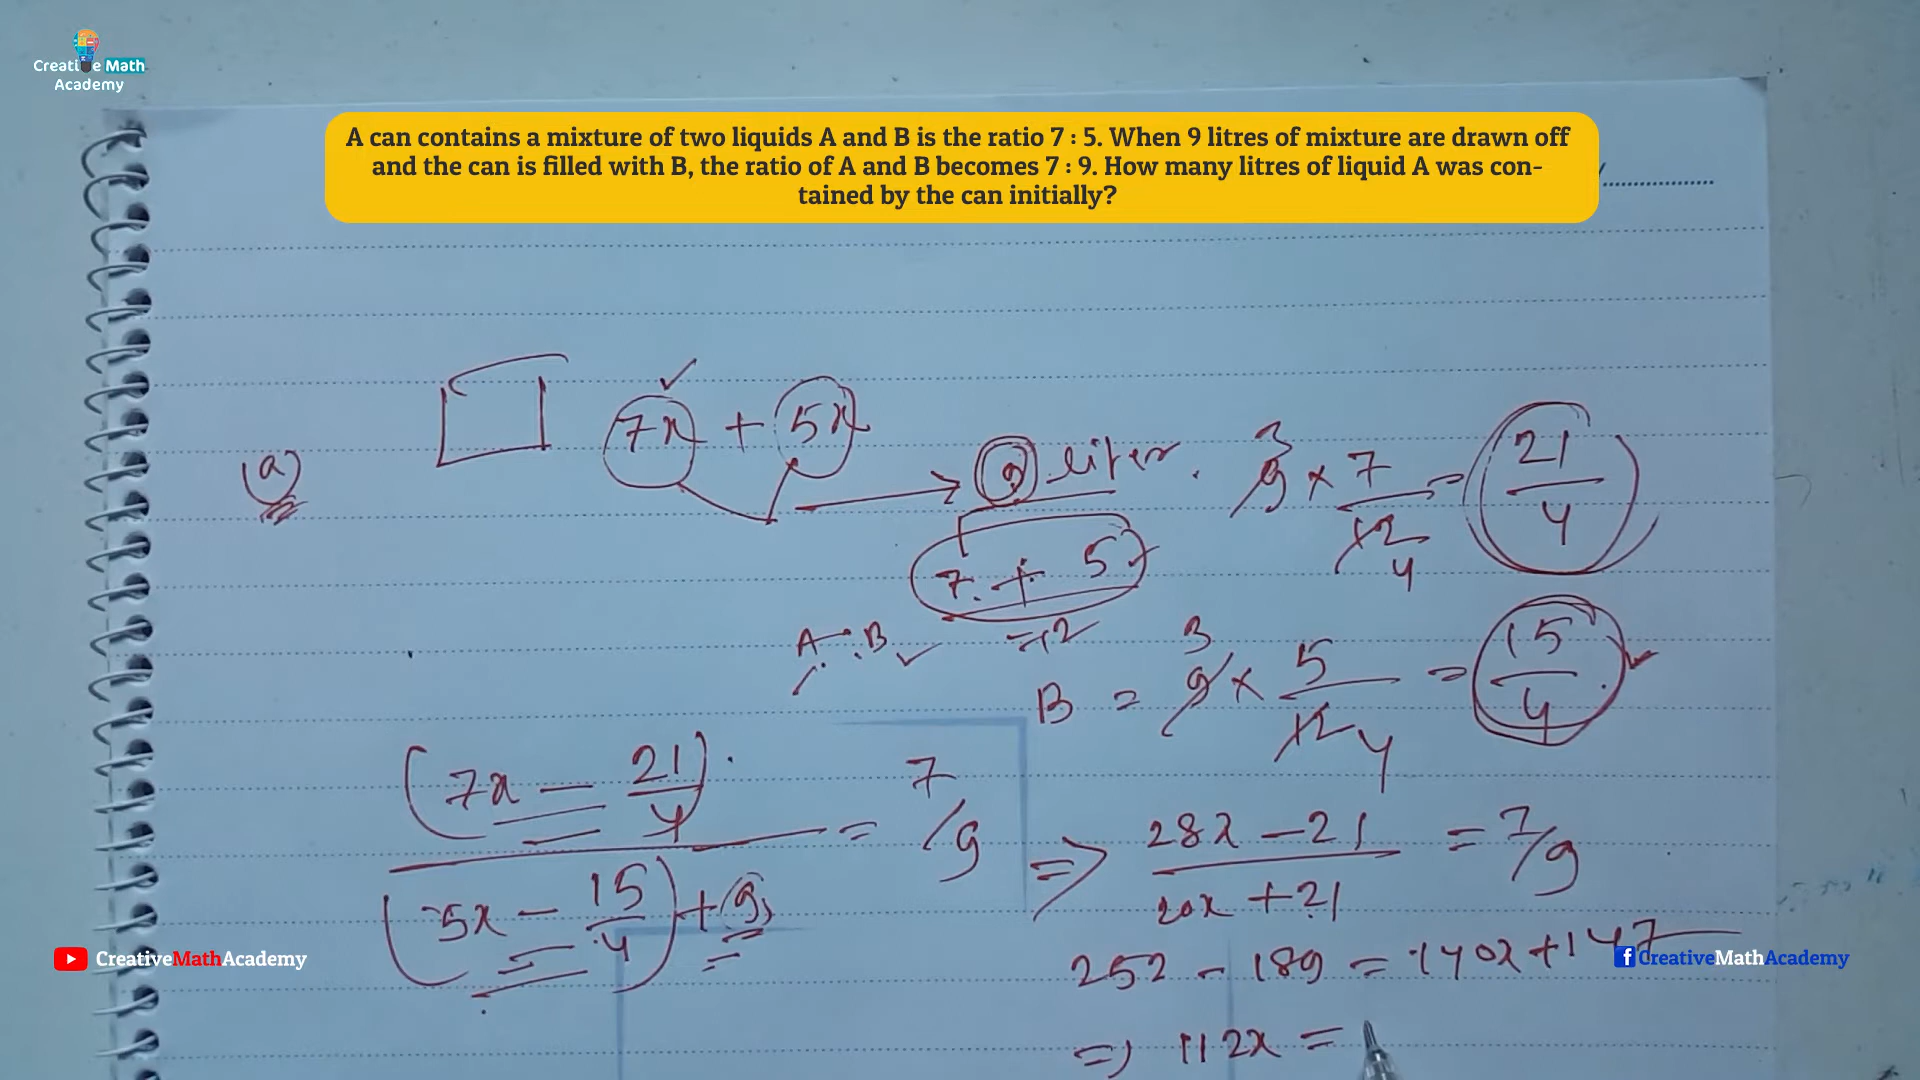 Creative Math
Academy
A can contains a mixture of two liquids A and B is the ratio 7 : 5. When 9 litres of mixture are drawn off
and the can is filled with B, the ratio of A and B becomes 7 : 9. How many litres of liquid A was con-
tained by the can initially?
(a)
7x + 5x
9 liter. 9 3 × 7/12 4 = 21/4
7 + 5
=12
A : B
B = 9 3 × 5/12 4 = 15/4
(7x - 21/4) / (5x - 15/4) + 9 = 7/9 => 28x - 21 / 20x + 21 = 7/9
252 - 189 = 140x + 147
=> 112x =
CreativeMathAcademy
CreativeMathAcademy